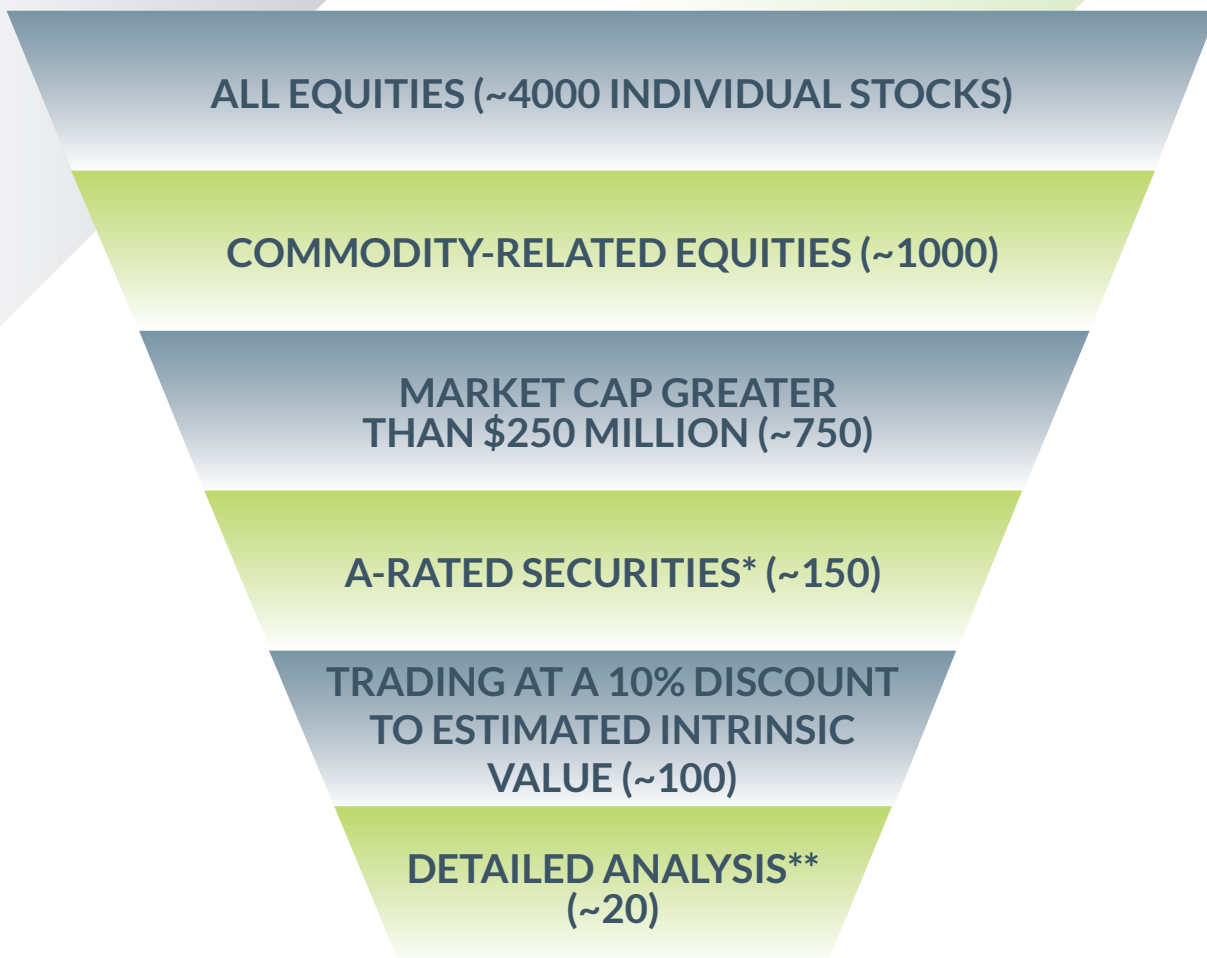 ALL EQUITIES (~4000 INDIVIDUAL STOCKS)
COMMODITY-RELATED EQUITIES (~1000)
MARKET CAP GREATER
THAN $250 MILLION (~750)
A-RATED SECURITIES* (~150)
TRADING AT A 10% DISCOUNT
TO ESTIMATED INTRINSIC
VALUE (~100)
DETAILED ANALYSIS**
(~20)